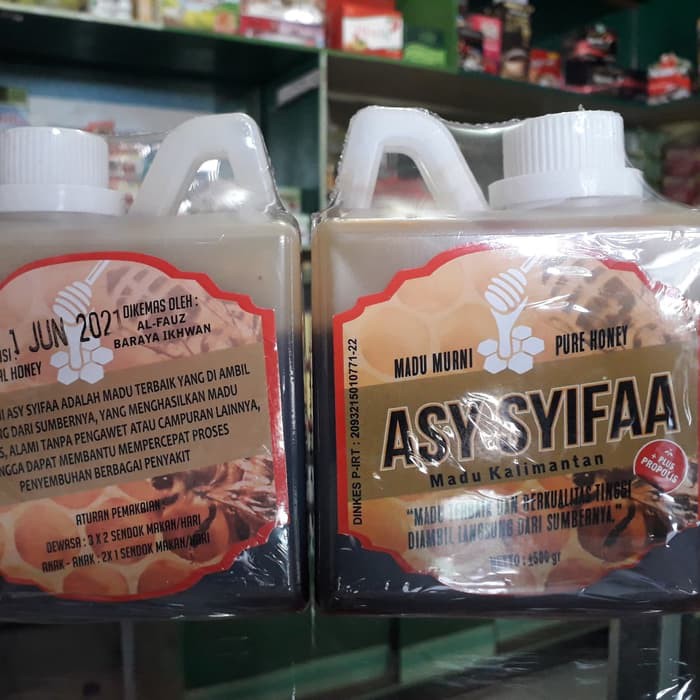 1 JUN 2021
DIKEMAS OLEH :
AL-FAUZ
BARAYA IKHWAN
HONEY
ASY SYIFAA ADALAH MADU TERBAIK YANG DI AMBIL
DARI SUMBERNYA, YANG MENGHASILKAN MADU
ALAMI TANPA PENGAWET ATAU CAMPURAN LAINNYA,
DAPAT MEMBANTU MEMPERCEPAT PROSES
PENYEMBUHAN BERBAGAI PENYAKIT
ATURAN PEMAKAIAN :
DEWASA : 3 X 2 SENDOK MAKAN/HARI
ANAK - ANAK : 2X 1 SENDOK MAKAN/HARI
MADU MURNI
PURE HONEY
ASY SYIFAA
Madu Kalimantan
+ PLUS
PROPOLIS
"MADU TERBAIK DAN BERKUALITAS TINGGI
DIAMBIL LANGSUNG DARI SUMBERNYA."
NETTO : ±500 gr
DINKES P-IRT : 2093215010771-22